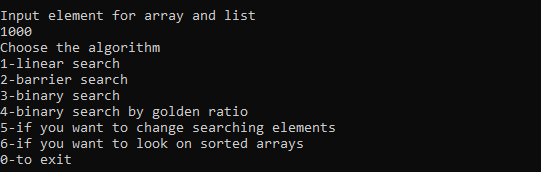 Input element for array and list
1000
Choose the algorithm
1-linear search
2-barrier search
3-binary search
4-binary search by golden ratio
5-if you want to change searching elements
6-if you want to look on sorted arrays
0-to exit